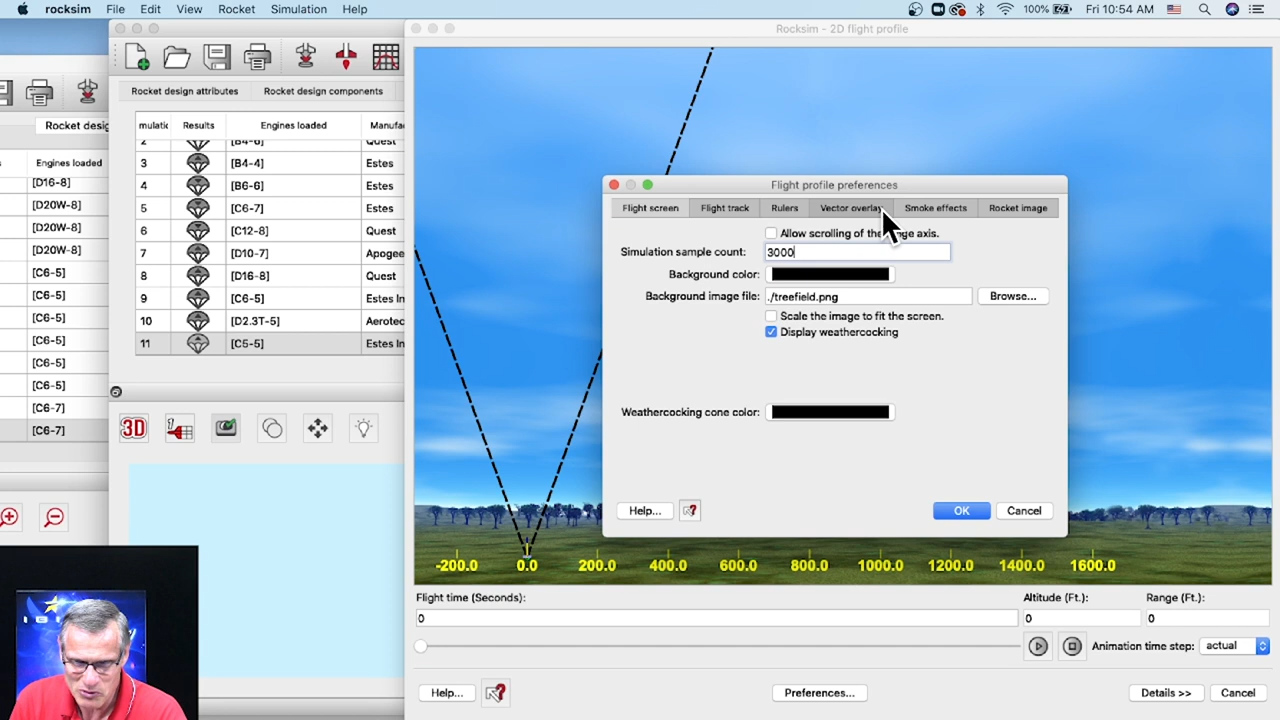 rocksim File Edit View Rocket Simulation Help 100% Fri 10:54 AM
Rocksim - 2D flight profile
Rocket design attributes Rocket design components
Rocket desig
mulatio Results Engines loaded Manufac
2 [B4-6] Quest
3 [B4-4] Estes
4 [B6-6] Estes
5 [C6-7] Estes
6 [C12-8] Quest
7 [D10-7] Apogee
8 [D16-8] Quest
9 [C6-5] Estes In
10 [D2.3T-5] Aerotec
11 [C5-5] Estes In
Engines loaded
[D16-8]
[D20W-8]
[D20W-8]
[D20W-8]
[C6-5]
[C6-5]
[C6-5]
[C6-5]
[C6-5]
[C6-5]
[C6-7]
[C6-7]
3D
Flight profile preferences
Flight screen Flight track Rulers Vector overlay Smoke effects Rocket image
Allow scrolling of the nge axis.
Simulation sample count: 3000
Background color:
Background image file: ./treefield.png Browse...
Scale the image to fit the screen.
Display weathercocking
Weathercocking cone color:
Help... ? OK Cancel
-200.0 0.0 200.0 400.0 600.0 800.0 1000.0 1200.0 1400.0 1600.0
Flight time (Seconds): Altitude (Ft.): Range (Ft.):
0 0 0
Animation time step: actual
Help... ? Preferences... Details >> Cancel